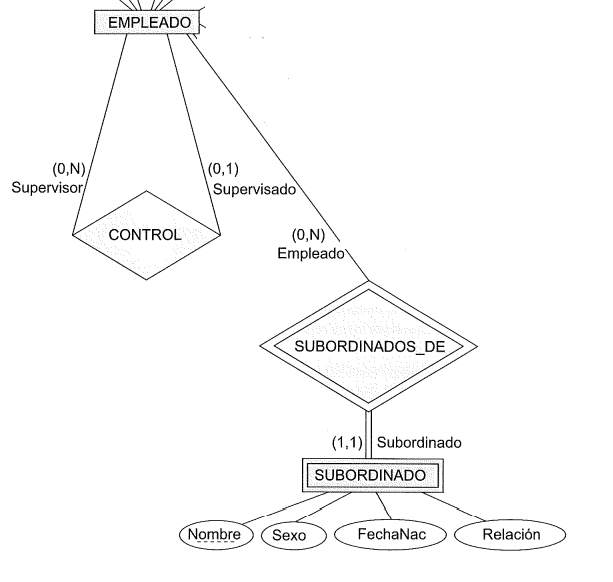 EMPLEADO
(0,N)
Supervisor
(0,1)
Supervisado
CONTROL
(0,N)
Empleado
SUBORDINADOS_DE
(1,1) Subordinado
SUBORDINADO
Nombre Sexo FechaNac Relación